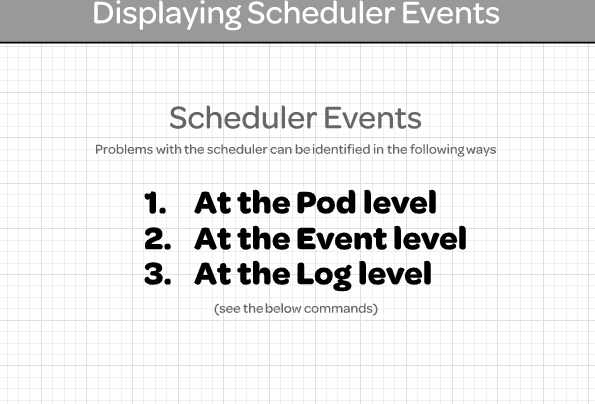 Displaying Scheduler Events
Scheduler Events
Problems with the scheduler can be identified in the following ways
1. At the Pod level
2. At the Event level
3. At the Log level
(see the below commands)